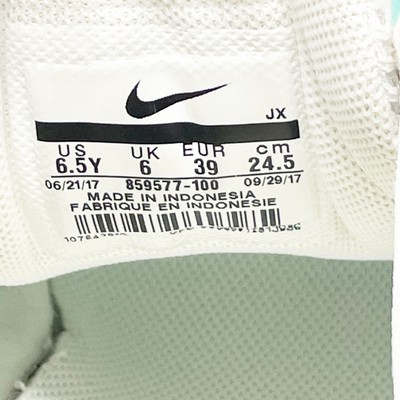 JX
US UK EUR cm
6.5Y 6 39 24.5
06/21/17 859577-100 09/29/17
MADE IN INDONESIA
FABRIQUE EN INDONESIE